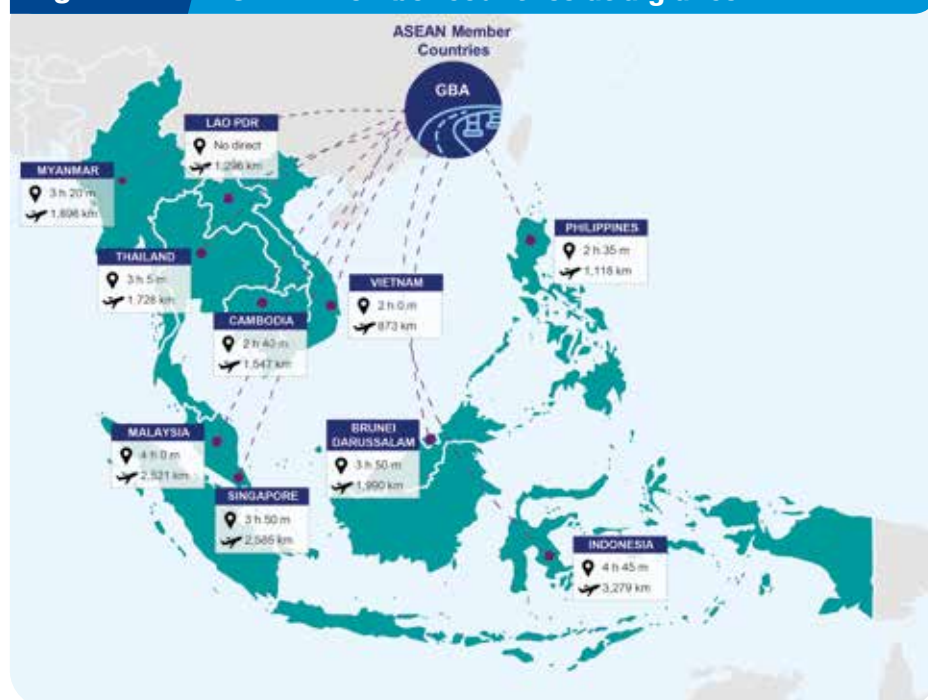 ASEAN Member
Countries
GBA
LAO PDR
No direct
1,296 km
MYANMAR
3 h 20 m
1,896 km
PHILIPPINES
2 h 35 m
1,118 km
THAILAND
3 h 5 m
1,728 km
VIETNAM
2 h 0 m
873 km
CAMBODIA
2 h 40 m
1,547 km
MALAYSIA
4 h 0 m
2,521 km
BRUNEI
DARUSSALAM
3 h 50 m
1,990 km
SINGAPORE
3 h 50 m
2,585 km
INDONESIA
4 h 45 m
3,279 km